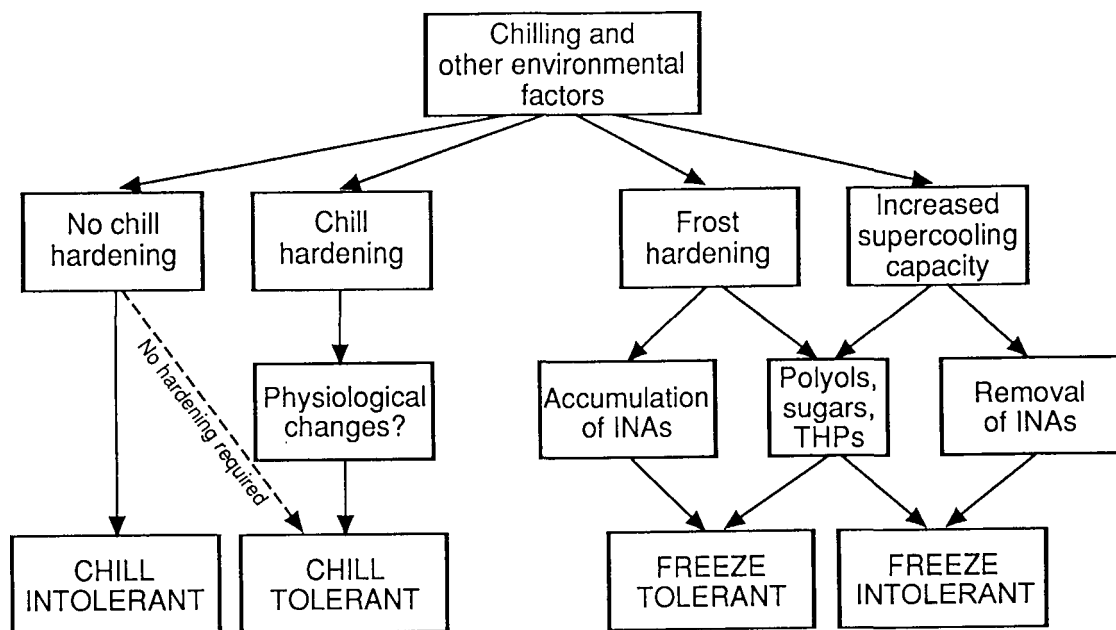 Chilling and
other environmental
factors
No chill
hardening
Chill
hardening
Frost
hardening
Increased
supercooling
capacity
No hardening required
Physiological
changes?
Accumulation
of INAs
Polyols,
sugars,
THPs
Removal
of INAs
CHILL
INTOLERANT
CHILL
TOLERANT
FREEZE
TOLERANT
FREEZE
INTOLERANT